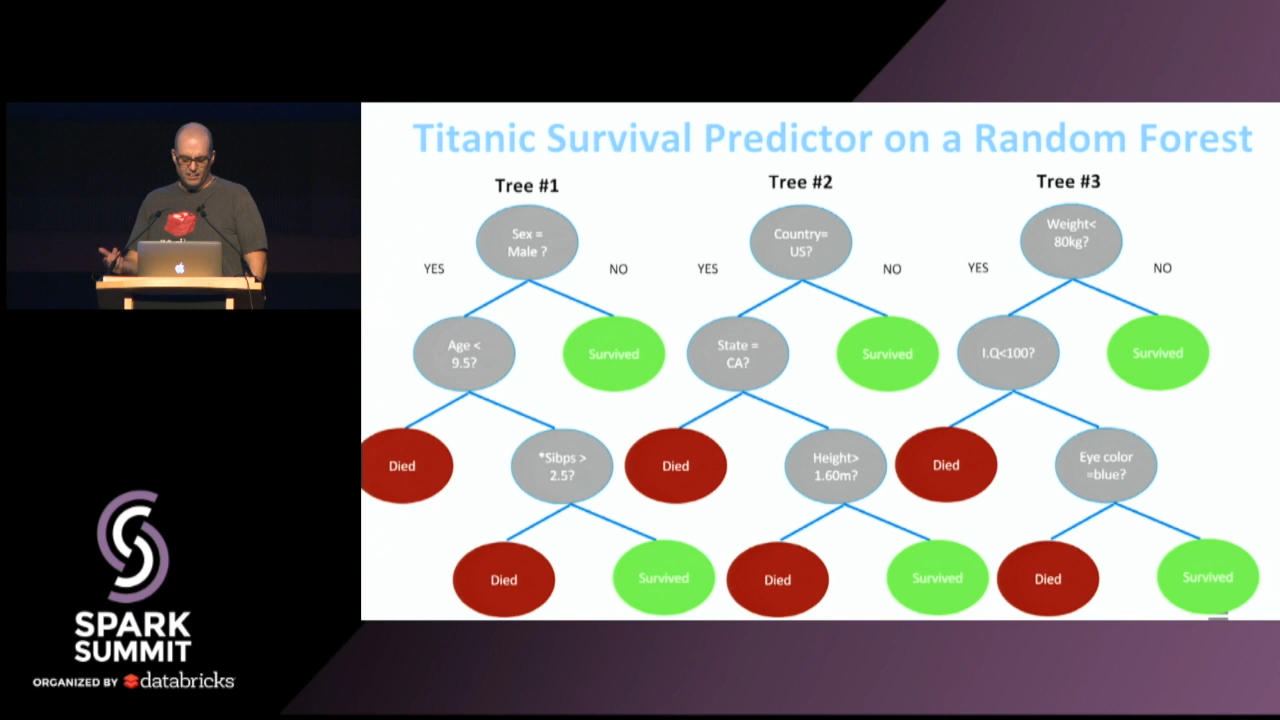 Titanic Survival Predictor on a Random Forest
Tree #1
Tree #2
Tree #3
Sex =
Male ?
Country=
US?
Weight<
80kg?
YES
NO
YES
NO
YES
NO
Age <
9.5?
Survived
State =
CA?
Survived
I.Q<100?
Survived
Died
*Sibps >
2.5?
Died
Height>
1.60m?
Died
Eye color
=blue?
Died
Survived
Died
Survived
Died
Survived
SPARK
SUMMIT
ORGANIZED BY databricks